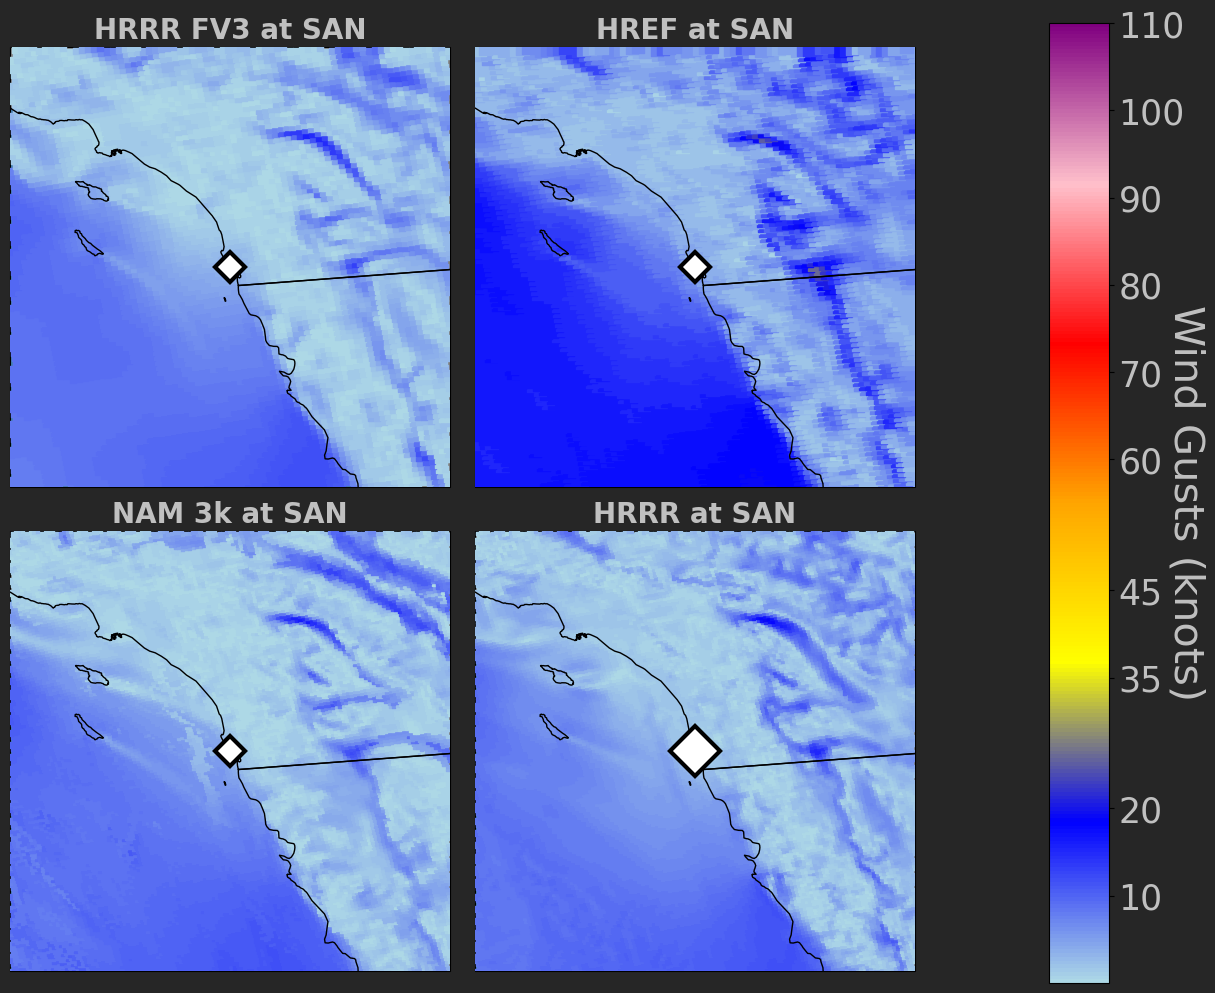 HRRR FV3 at SAN
HREF at SAN
NAM 3k at SAN
HRRR at SAN
110
100
90
80
70
60
45
35
20
10
Wind Gusts (knots)